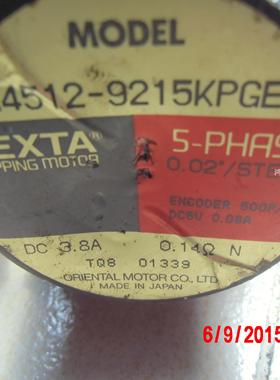 MODEL
4512-9215KPGE
EXTA®
PPING MOTOR
5-PHAS
0.02°/STE
ENCODER 500P/
DC5V 0.08A
DC 3.8A 0.14Ω N
TQ8 01339
ORIENTAL MOTOR CO., LTD.
MADE IN JAPAN
6/9/2015